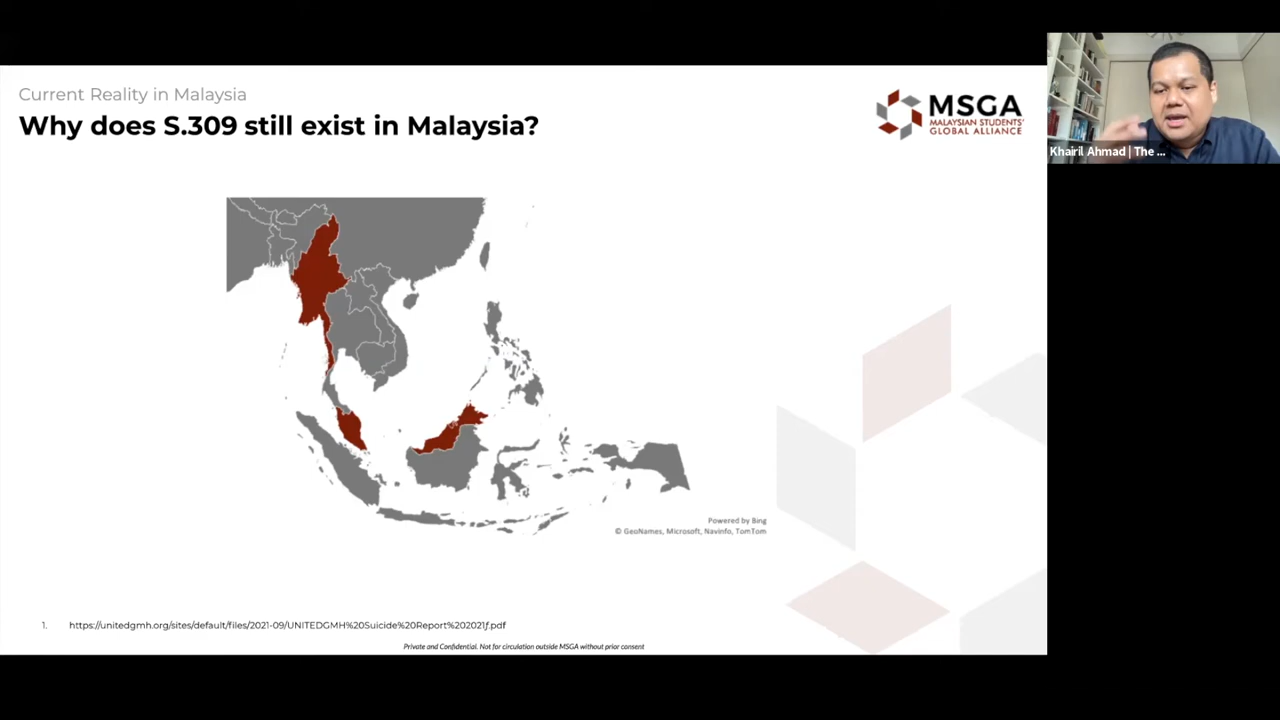 Current Reality in Malaysia
Why does S.309 still exist in Malaysia?
MSGA
MALAYSIAN STUDENTS'
GLOBAL ALLIANCE
Khairil Ahmad | The ...
Powered by Bing
© GeoNames, Microsoft, Navinfo, TomTom
1. https://unitedgmh.org/sites/default/files/2021-09/UNITEDGMH%20Suicide%20Report%202021ƒ.pdf
Private and Confidential. Not for circulation outside MSGA without prior consent